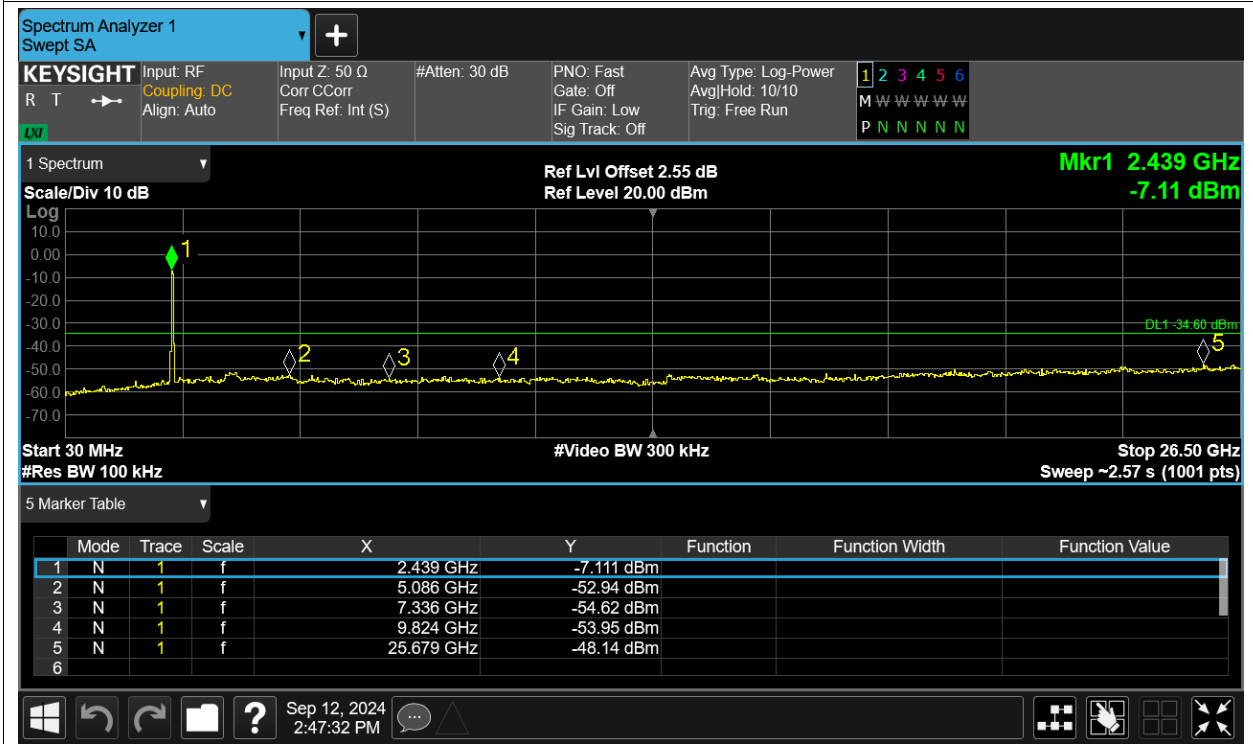 Spectrum Analyzer 1
Swept SA
+
KEYSIGHT
R T
LXI
Input: RF
Coupling: DC
Align: Auto
Input Z: 50 Ω
Corr CCorr
Freq Ref: Int (S)
#Atten: 30 dB
PNO: Fast
Gate: Off
IF Gain: Low
Sig Track: Off
Avg Type: Log-Power
Avg|Hold: 10/10
Trig: Free Run
1 2 3 4 5 6
M W W W W W
P N N N N N
1 Spectrum
Scale/Div 10 dB
Ref Lvl Offset 2.55 dB
Ref Level 20.00 dBm
Mkr1 2.439 GHz
-7.11 dBm
Log
10.0
0.00
-10.0
-20.0
-30.0
-40.0
-50.0
-60.0
-70.0
1
2
3
4
5
DL1 -34.60 dBm
Start 30 MHz
#Res BW 100 kHz
#Video BW 300 kHz
Stop 26.50 GHz
Sweep ~2.57 s (1001 pts)
5 Marker Table
Mode Trace Scale X Y Function Function Width Function Value
1 N 1 f 2.439 GHz -7.111 dBm
2 N 1 f 5.086 GHz -52.94 dBm
3 N 1 f 7.336 GHz -54.62 dBm
4 N 1 f 9.824 GHz -53.95 dBm
5 N 1 f 25.679 GHz -48.14 dBm
6
?
Sep 12, 2024
2:47:32 PM